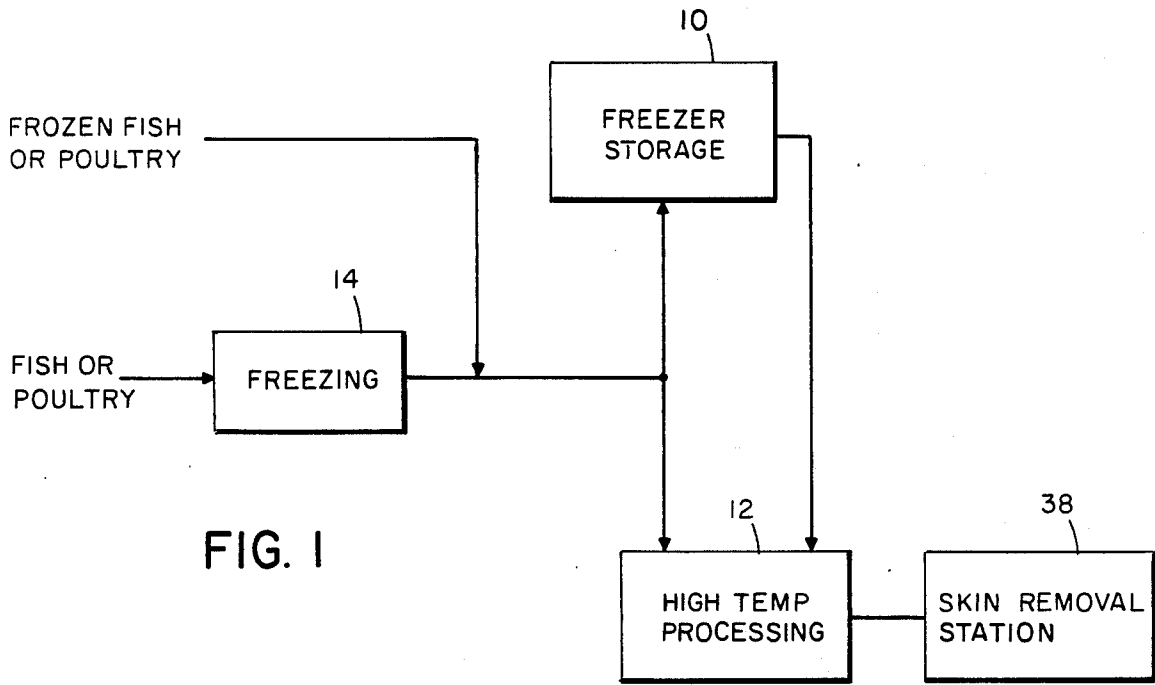 10
FREEZER
STORAGE
FROZEN FISH
OR POULTRY
14
FISH OR
POULTRY
FREEZING
FIG. 1
12
HIGH TEMP
PROCESSING
38
SKIN REMOVAL
STATION